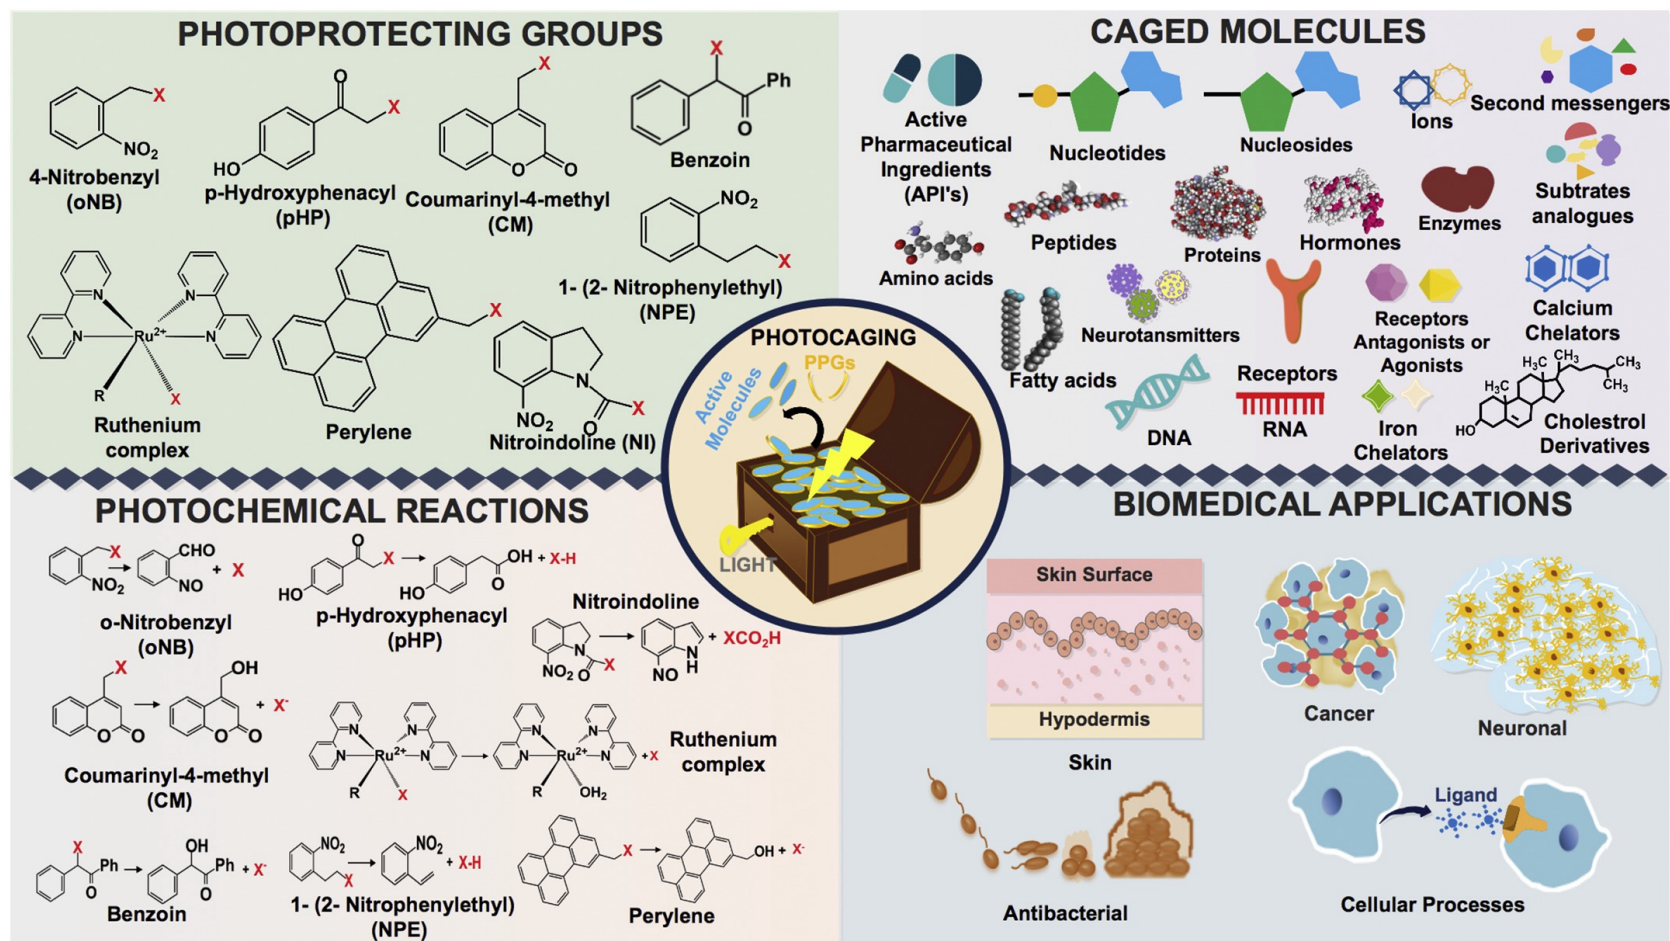 PHOTOPROTECTING GROUPS
X
NO2
4-Nitrobenzyl
(oNB)
O
X
HO
p-Hydroxyphenacyl
(pHP)
X
O
O
Coumarinyl-4-methyl
(CM)
X
Ph
O
Benzoin
NO2
X
1- (2- Nitrophenylethyl)
(NPE)
N
N
N
Ru2+
N
R
X
Ruthenium
complex
X
Perylene
N
NO2
O
X
Nitroindoline (NI)
CAGED MOLECULES
Active
Pharmaceutical
Ingredients
(API's)
Nucleotides
Nucleosides
Ions
Second messengers
Peptides
Proteins
Hormones
Enzymes
Subtrates
analogues
Amino acids
Fatty acids
Neurotansmitters
Receptors
Receptors
Antagonists or
Agonists
Calcium
Chelators
DNA
RNA
Iron
Chelators
H3C
CH3
CH3
CH3
H3C
HO
Cholestrol
Derivatives
PHOTOCAGING
PPGs
Active
Molecules
LIGHT
PHOTOCHEMICAL REACTIONS
X
NO2
CHO
NO
+ X
o-Nitrobenzyl
(oNB)
O
X
HO
OH
O
HO
+ X-H
p-Hydroxyphenacyl
(pHP)
Nitroindoline
N
NO2
O
X
N
H
NO
+ XCO2H
X
O
O
OH
O
O
+ X-
Coumarinyl-4-methyl
(CM)
N
N
N
Ru2+
N
R
X
N
N
N
Ru2+
N
R
OH2
+ X
Ruthenium
complex
X
Ph
O
OH
Ph
O
+ X-
Benzoin
NO2
X
NO2
+ X-H
1- (2- Nitrophenylethyl)
(NPE)
X
OH + X-
Perylene
BIOMEDICAL APPLICATIONS
Skin Surface
Hypodermis
Skin
Cancer
Neuronal
Antibacterial
Ligand
Cellular Processes